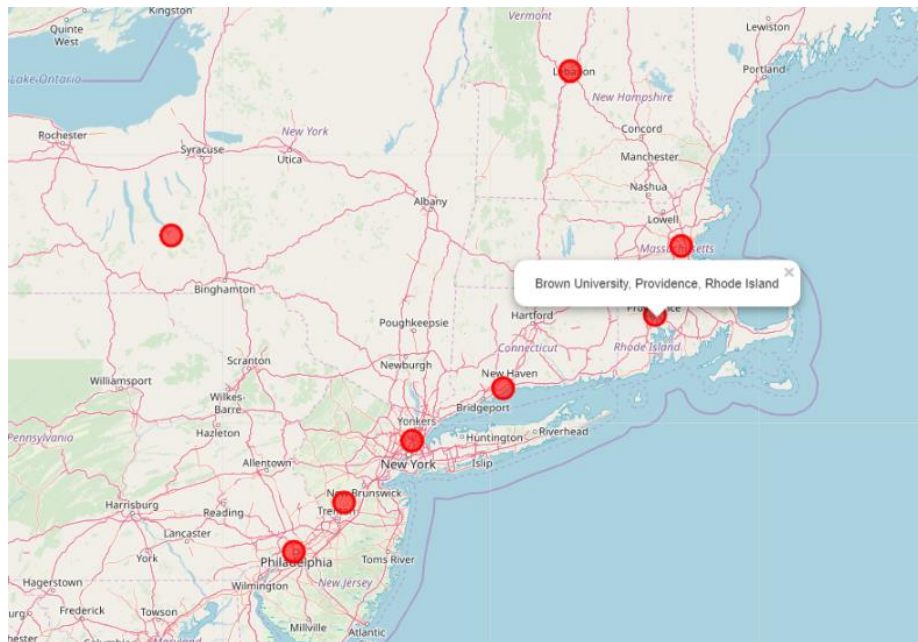 Kingston
Vermont
Lewiston
Quinte
West
Lake Ontario
Lebanon
Portland
New Hampshire
Rochester
Syracuse
New York
Utica
Concord
Manchester
Nashua
Lowell
Albany
Massachusetts
Binghamton
Brown University, Providence, Rhode Island
×
Providence
Poughkeepsie
Hartford
Connecticut
Rhode Island
Scranton
Newburgh
New Haven
Williamsport
Wilkes-
Barre
Bridgeport
Yonkers
Pennsylvania
Hazleton
Huntington
Riverhead
New York
Islip
Allentown
New Brunswick
Harrisburg
Reading
Trenton
Lancaster
York
Philadelphia
Toms River
Hagerstown
Wilmington
New Jersey
Frederick
Towson
Millville
Atlantic
Maryland